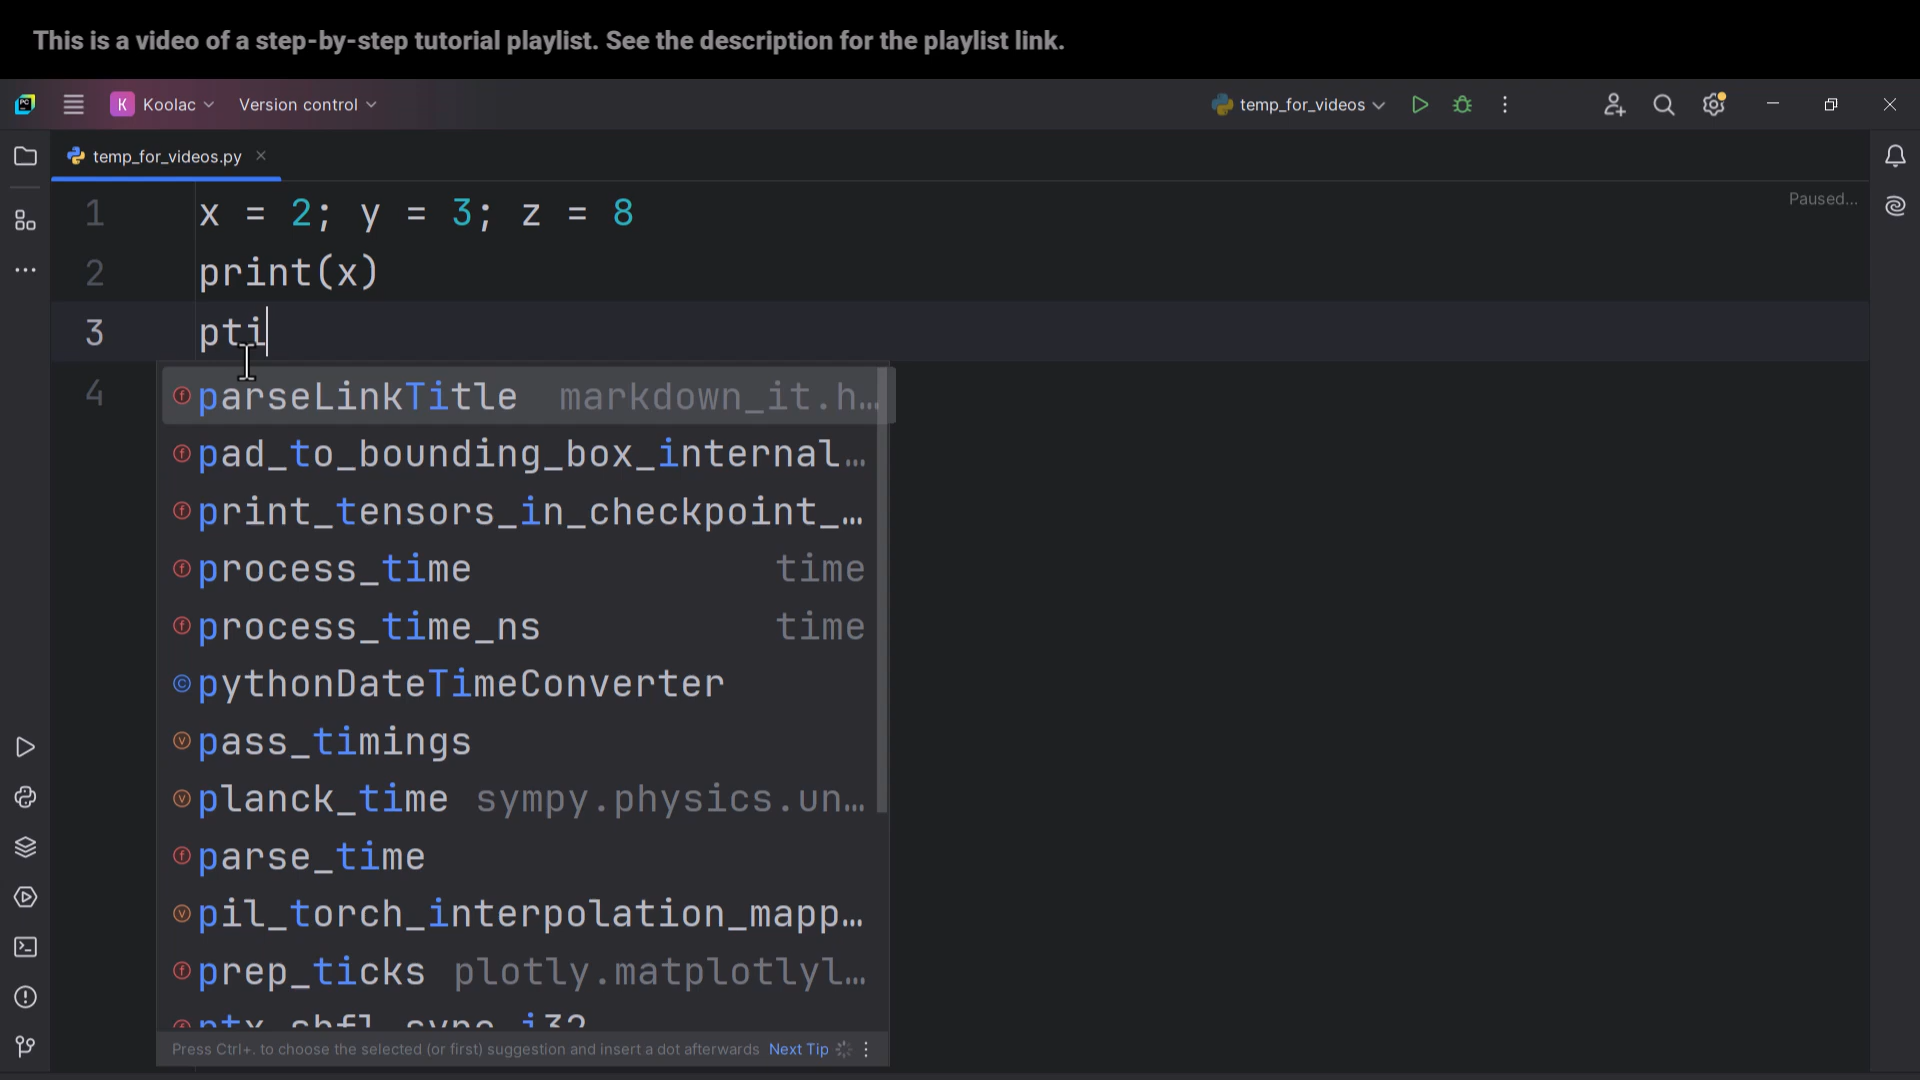 This is a video of a step-by-step tutorial playlist. See the description for the playlist link.
K Koolac Version control temp_for_videos
temp_for_videos.py
Paused...
1 x = 2; y = 3; z = 8
2 print(x)
3 pti
4
parseLinkTitle markdown_it.h…
pad_to_bounding_box_internal…
print_tensors_in_checkpoint_…
process_time time
process_time_ns time
pythonDateTimeConverter
pass_timings
planck_time sympy.physics.un…
parse_time
pil_torch_interpolation_mapp…
prep_ticks plotly.matplotlyl…
ptx_shfl_sync_i32
Press Ctrl+. to choose the selected (or first) suggestion and insert a dot afterwards Next Tip